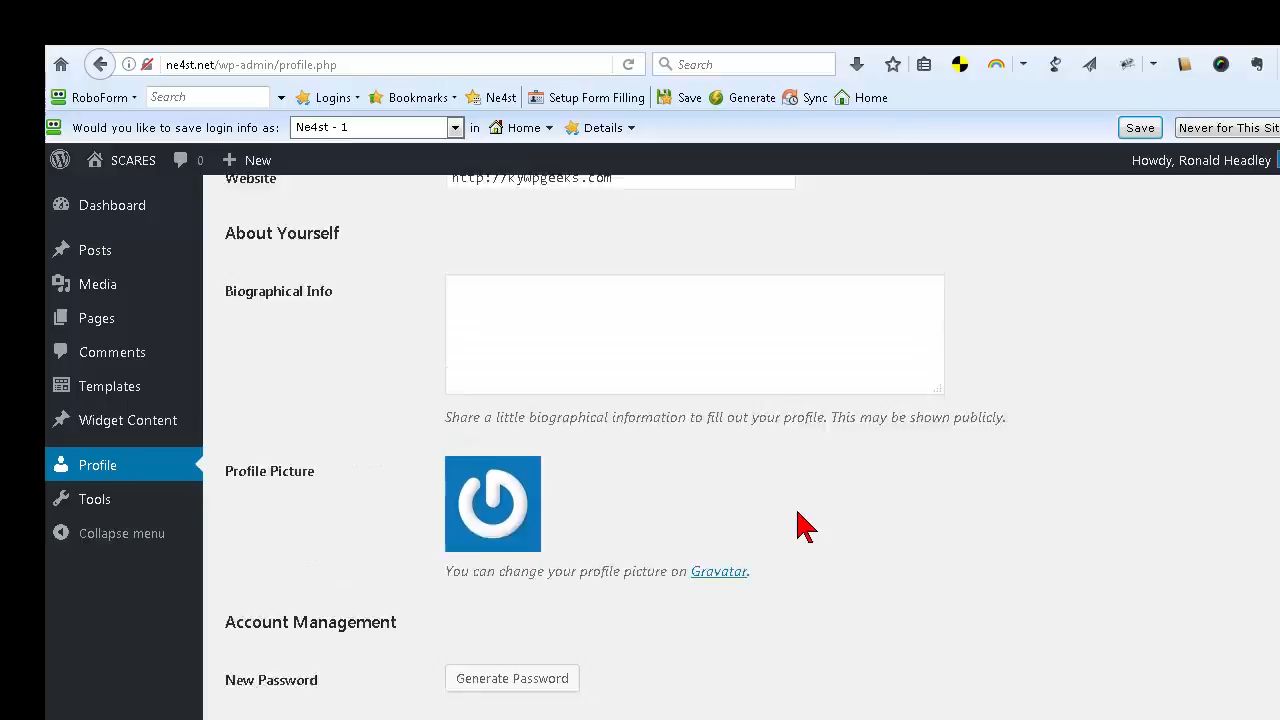 ne4st.net/wp-admin/profile.php Search
RoboForm Search Logins Bookmarks Ne4st Setup Form Filling Save Generate Sync Home
Would you like to save login info as: Ne4st - 1 in Home Details Save Never for This Sit
SCARES 0 New Howdy, Ronald Headley
Website http://kywpgeeks.com
Dashboard
Posts
Media
Pages
Comments
Templates
Widget Content
Profile
Tools
Collapse menu
About Yourself
Biographical Info
Share a little biographical information to fill out your profile. This may be shown publicly.
Profile Picture
You can change your profile picture on Gravatar.
Account Management
New Password Generate Password